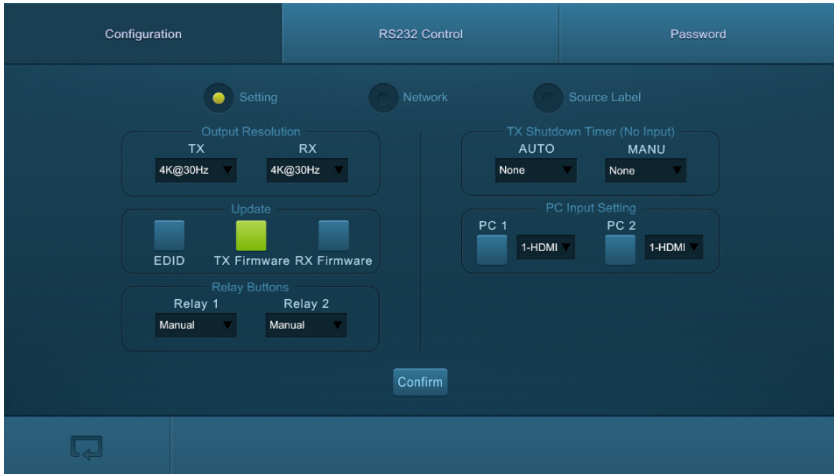 Configuration
RS232 Control
Password
Setting
Network
Source Label
Output Resolution
TX
RX
4K@30Hz
4K@30Hz
TX Shutdown Timer (No Input)
AUTO
MANU
None
None
Update
EDID
TX Firmware
RX Firmware
PC Input Setting
PC 1
PC 2
1-HDMI
1-HDMI
Relay Buttons
Relay 1
Relay 2
Manual
Manual
Confirm